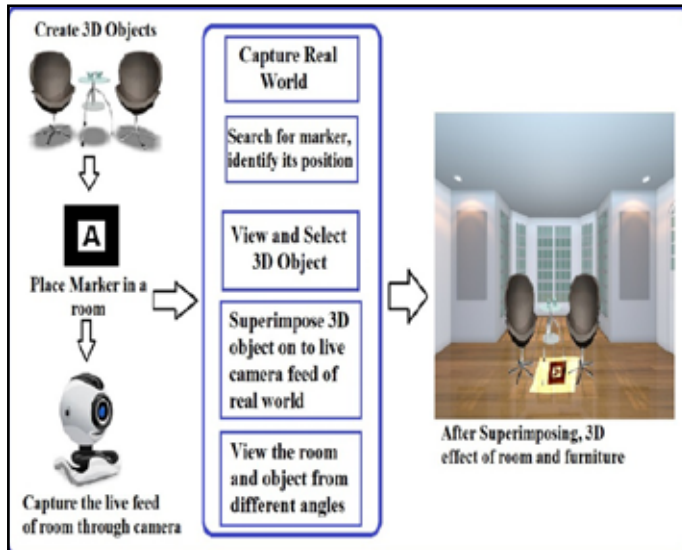 Create 3D Objects
A
Place Marker in a
room
Capture the live feed
of room through camera
Capture Real
World
Search for marker,
identify its position
View and Select
3D Object
Superimpose 3D
object on to live
camera feed of
real world
View the room
and object from
different angles
After Superimposing, 3D
effect of room and furniture